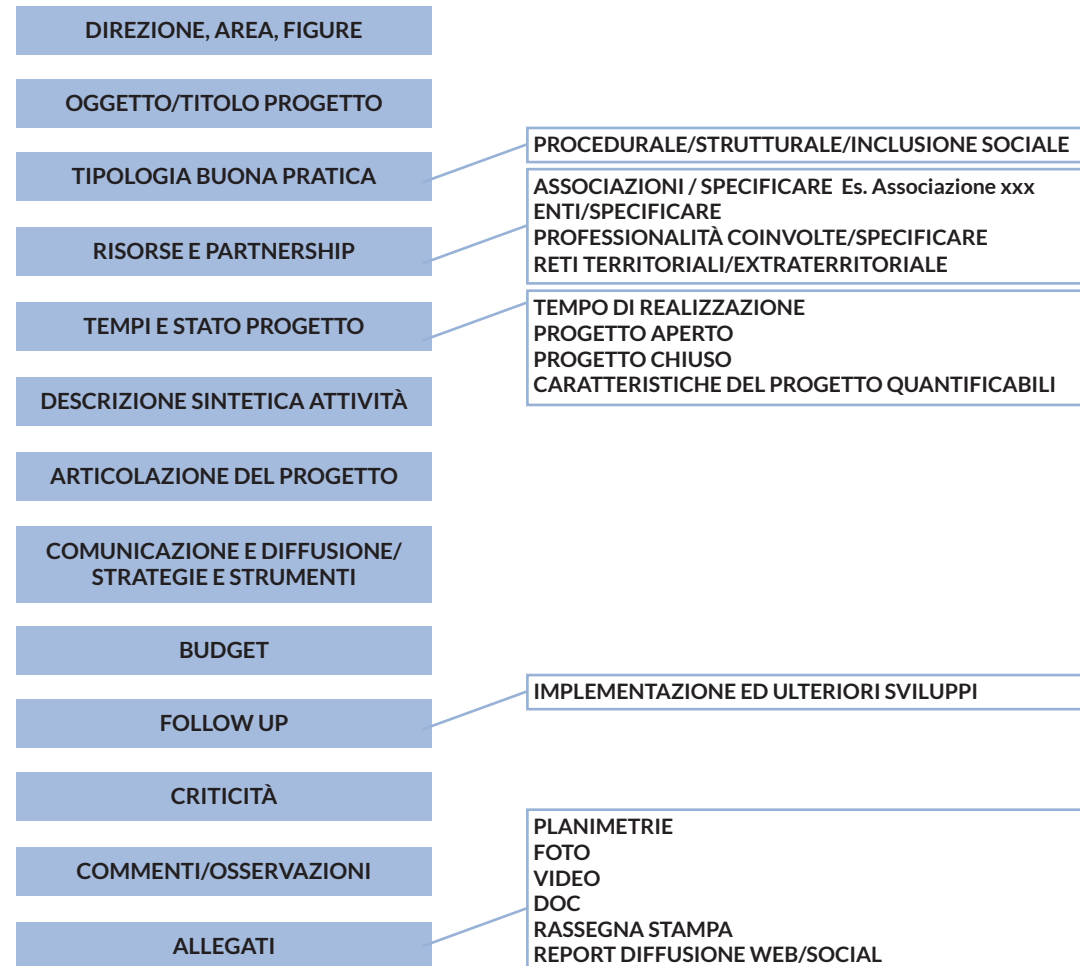 DIREZIONE, AREA, FIGURE
OGGETTO/TITOLO PROGETTO
TIPOLOGIA BUONA PRATICA
PROCEDURALE/STRUTTURALE/INCLUSIONE SOCIALE
RISORSE E PARTNERSHIP
ASSOCIAZIONI / SPECIFICARE Es. Associazione xxx
ENTI/SPECIFICARE
PROFESSIONALITÀ COINVOLTE/SPECIFICARE
RETI TERRITORIALI/EXTRATERRITORIALE
TEMPI E STATO PROGETTO
TEMPO DI REALIZZAZIONE
PROGETTO APERTO
PROGETTO CHIUSO
CARATTERISTICHE DEL PROGETTO QUANTIFICABILI
DESCRIZIONE SINTETICA ATTIVITÀ
ARTICOLAZIONE DEL PROGETTO
COMUNICAZIONE E DIFFUSIONE/
STRATEGIE E STRUMENTI
BUDGET
FOLLOW UP
IMPLEMENTAZIONE ED ULTERIORI SVILUPPI
CRITICITÀ
COMMENTI/OSSERVAZIONI
ALLEGATI
PLANIMETRIE
FOTO
VIDEO
DOC
RASSEGNA STAMPA
REPORT DIFFUSIONE WEB/SOCIAL